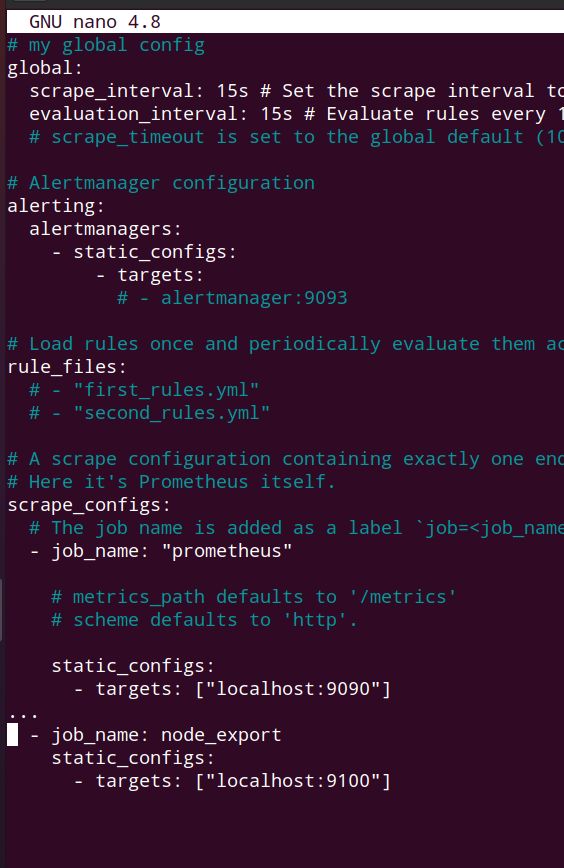 GNU nano 4.8
# my global config
global:
  scrape_interval: 15s # Set the scrape interval to
  evaluation_interval: 15s # Evaluate rules every 1
  # scrape_timeout is set to the global default (10

# Alertmanager configuration
alerting:
  alertmanagers:
    - static_configs:
        - targets:
          # - alertmanager:9093

# Load rules once and periodically evaluate them ac
rule_files:
  # - "first_rules.yml"
  # - "second_rules.yml"

# A scrape configuration containing exactly one end
# Here it's Prometheus itself.
scrape_configs:
  # The job name is added as a label `job=<job_name
  - job_name: "prometheus"

    # metrics_path defaults to '/metrics'
    # scheme defaults to 'http'.

    static_configs:
      - targets: ["localhost:9090"]
...
  - job_name: node_export
    static_configs:
      - targets: ["localhost:9100"]